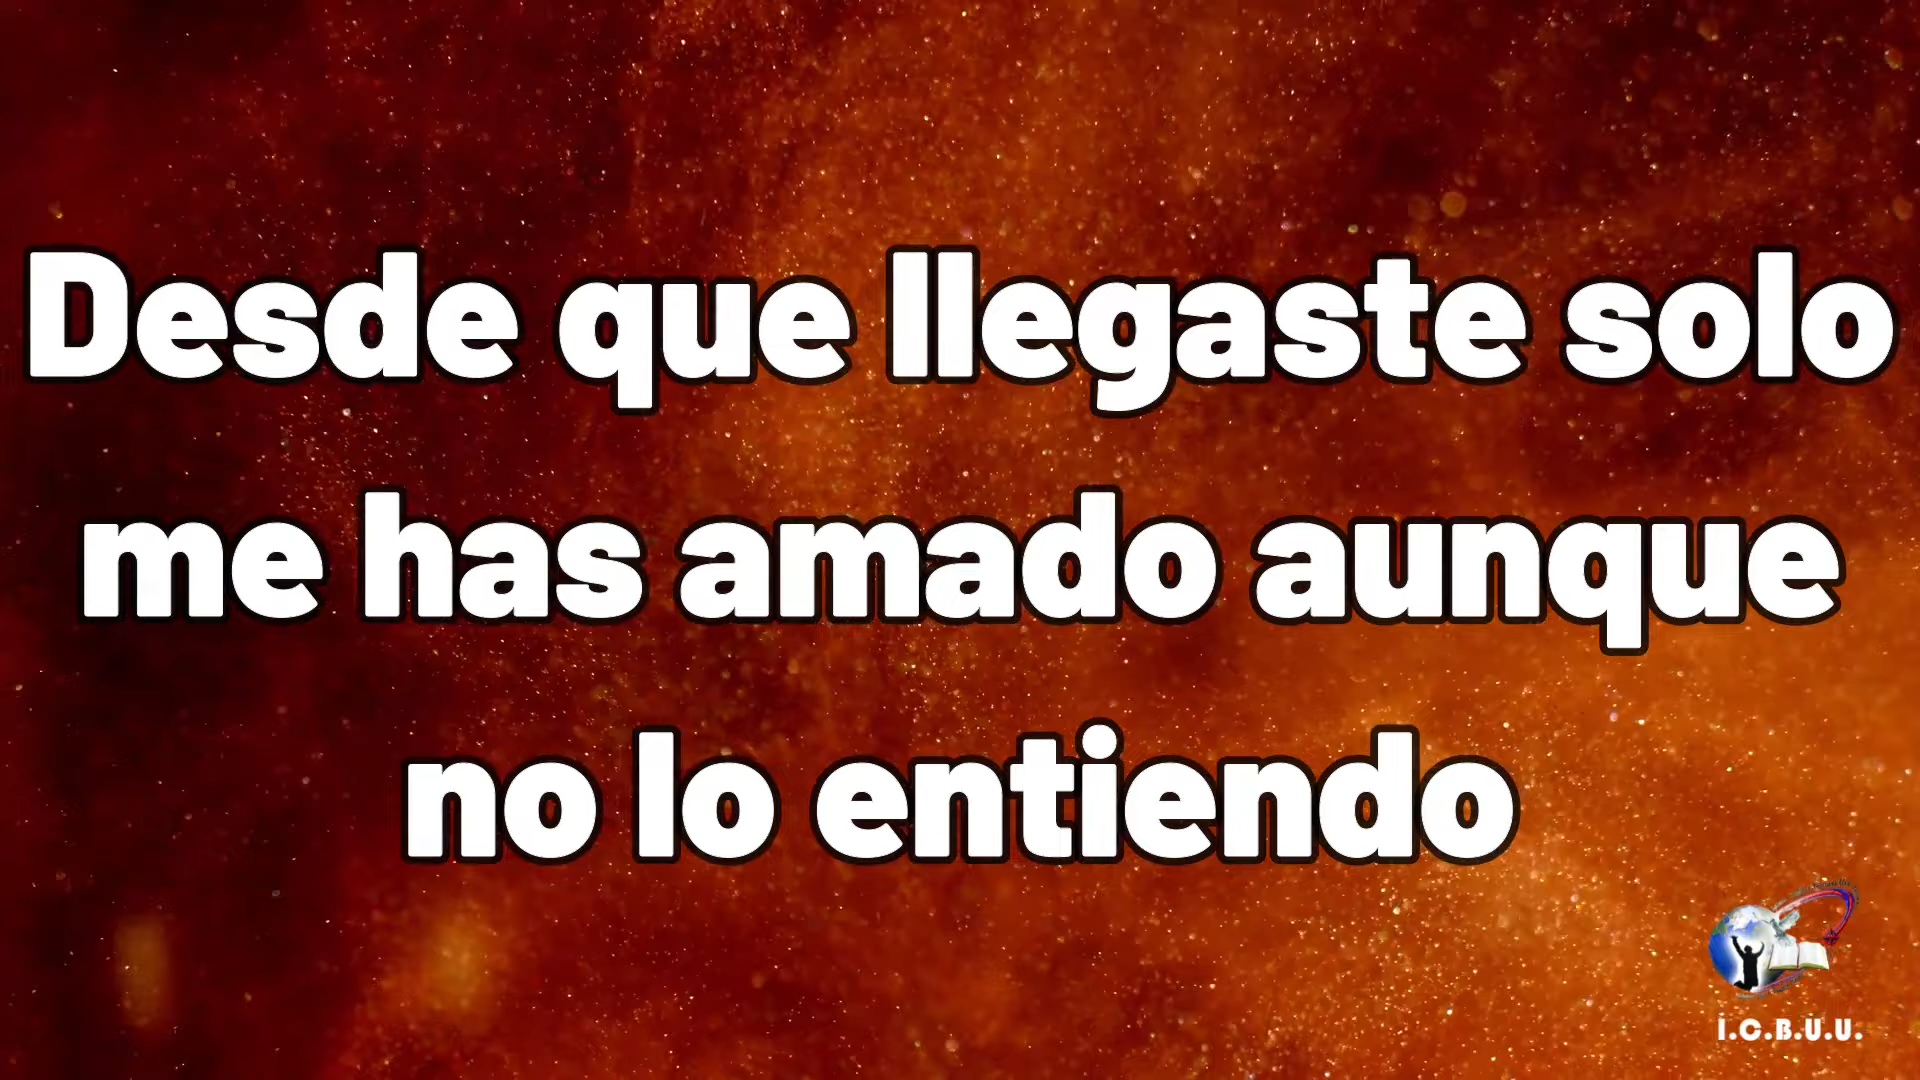 Desde que llegaste solo
me has amado aunque
no lo entiendo
I.C.B.U.U.